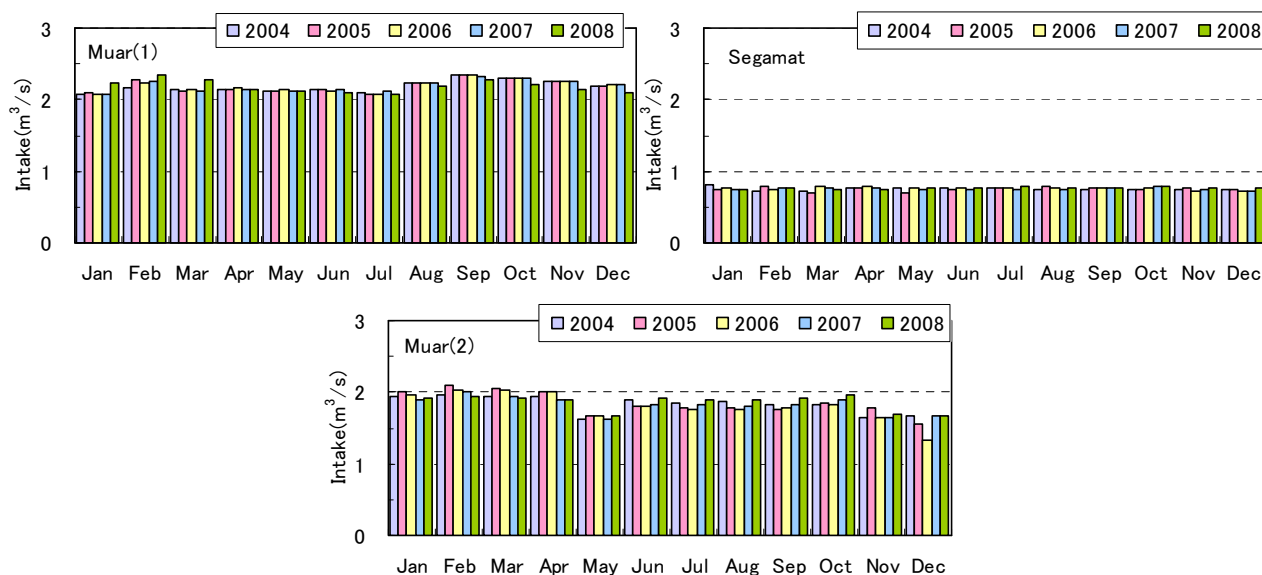 2004 2005 2006 2007 2008
Muar(1)
Intake(m³/s)
3
2
1
0
Jan Feb Mar Apr May Jun Jul Aug Sep Oct Nov Dec
2004 2005 2006 2007 2008
Segamat
Intake(m³/s)
3
2
1
0
Jan Feb Mar Apr May Jun Jul Aug Sep Oct Nov Dec
2004 2005 2006 2007 2008
Muar(2)
Intake(m³/s)
3
2
1
0
Jan Feb Mar Apr May Jun Jul Aug Sep Oct Nov Dec